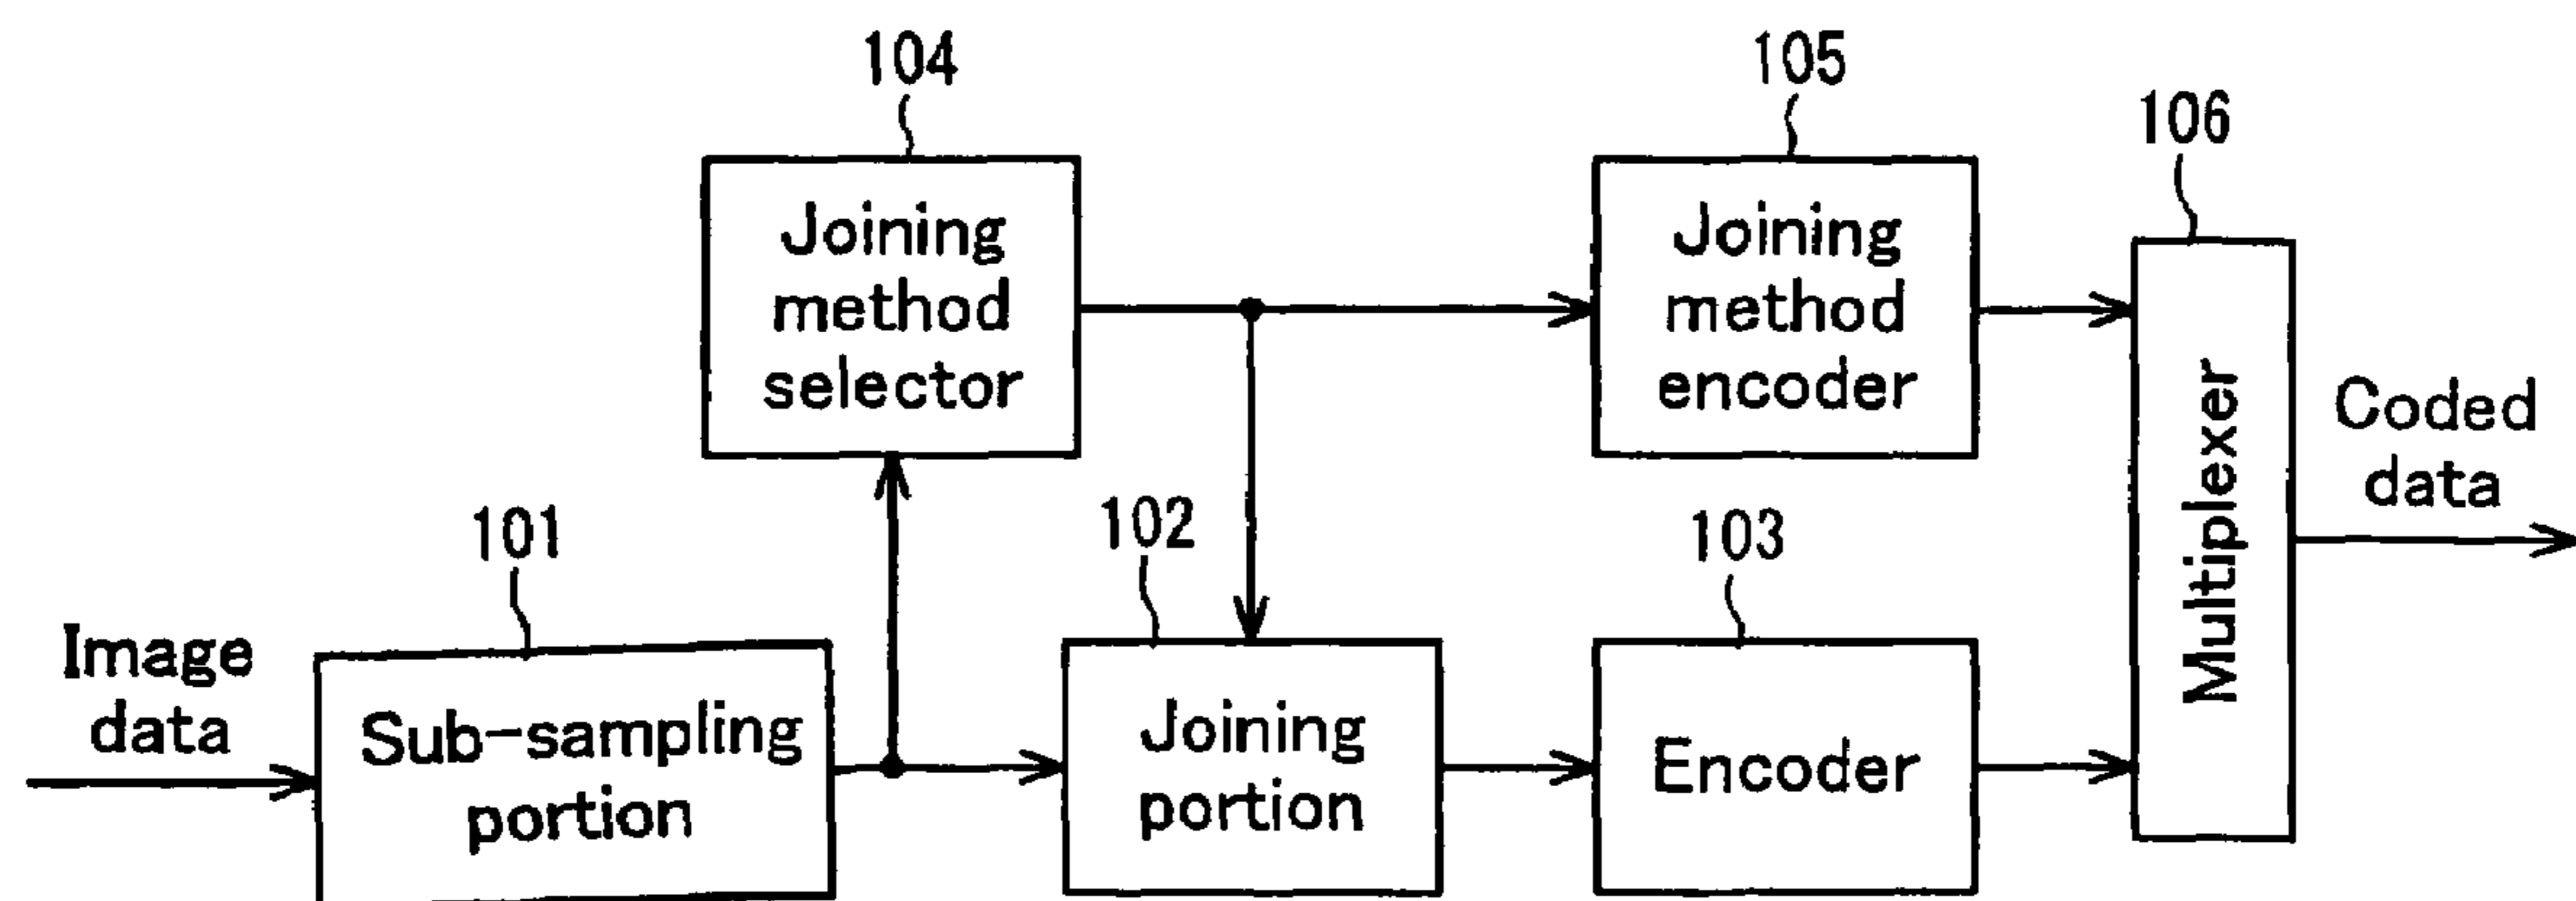 104
105
106
Joining
method
selector
Joining
method
encoder
Multiplexer
Coded
data
101
102
103
Image
data
Sub-sampling
portion
Joining
portion
Encoder